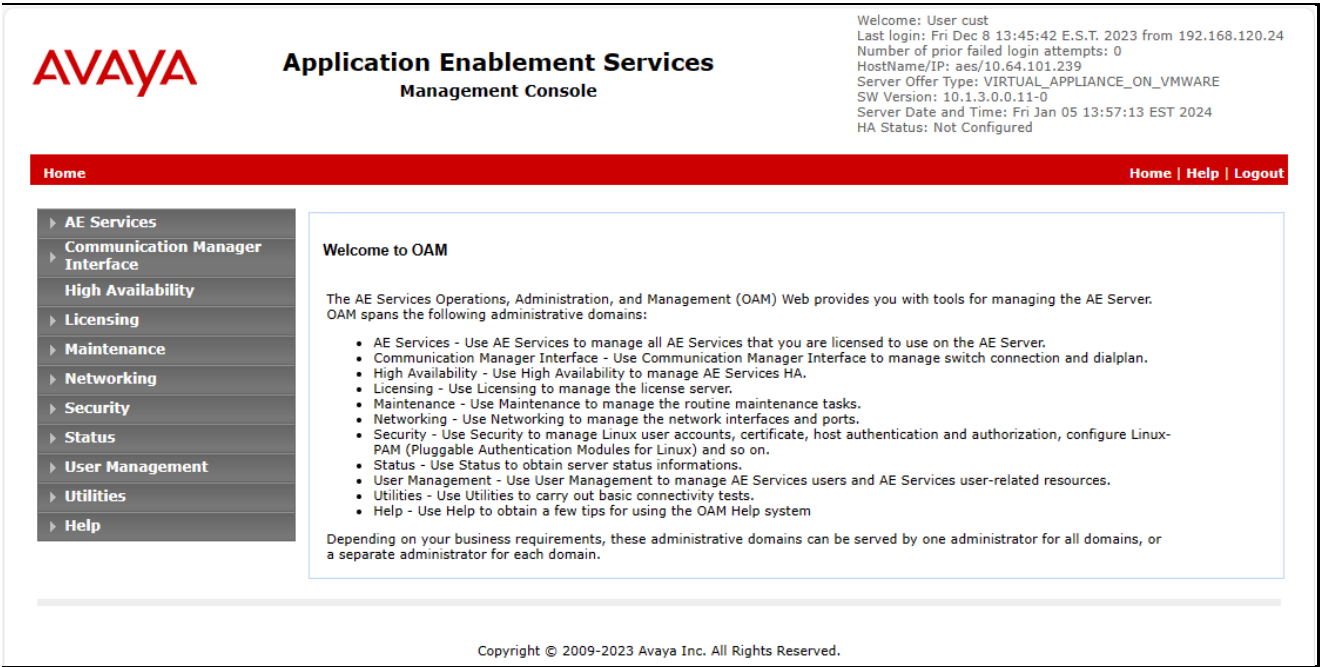 Welcome: User cust
Last login: Fri Dec 8 13:45:42 E.S.T. 2023 from 192.168.120.24
Number of prior failed login attempts: 0
HostName/IP: aes/10.64.101.239
Server Offer Type: VIRTUAL_APPLIANCE_ON_VMWARE
SW Version: 10.1.3.0.0.11-0
Server Date and Time: Fri Jan 05 13:57:13 EST 2024
HA Status: Not Configured
AVAYA
Application Enablement Services
Management Console
Home
Home | Help | Logout
AE Services
Communication Manager
Interface
High Availability
Licensing
Maintenance
Networking
Security
Status
User Management
Utilities
Help
Welcome to OAM
The AE Services Operations, Administration, and Management (OAM) Web provides you with tools for managing the AE Server.
OAM spans the following administrative domains:
• AE Services - Use AE Services to manage all AE Services that you are licensed to use on the AE Server.
• Communication Manager Interface - Use Communication Manager Interface to manage switch connection and dialplan.
• High Availability - Use High Availability to manage AE Services HA.
• Licensing - Use Licensing to manage the license server.
• Maintenance - Use Maintenance to manage the routine maintenance tasks.
• Networking - Use Networking to manage the network interfaces and ports.
• Security - Use Security to manage Linux user accounts, certificate, host authentication and authorization, configure Linux-
PAM (Pluggable Authentication Modules for Linux) and so on.
• Status - Use Status to obtain server status informations.
• User Management - Use User Management to manage AE Services users and AE Services user-related resources.
• Utilities - Use Utilities to carry out basic connectivity tests.
• Help - Use Help to obtain a few tips for using the OAM Help system
Depending on your business requirements, these administrative domains can be served by one administrator for all domains, or
a separate administrator for each domain.
Copyright © 2009-2023 Avaya Inc. All Rights Reserved.